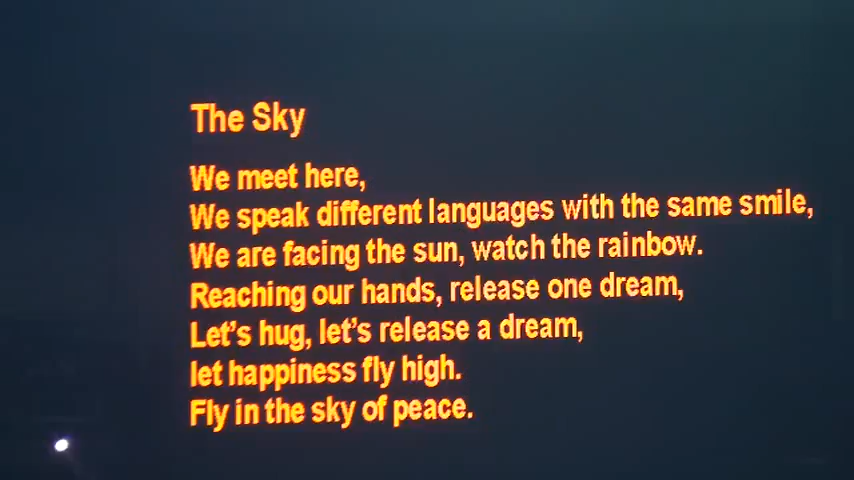 The Sky
We meet here,
We speak different languages with the same smile,
We are facing the sun, watch the rainbow.
Reaching our hands, release one dream,
Let's hug, let's release a dream,
let happiness fly high.
Fly in the sky of peace.